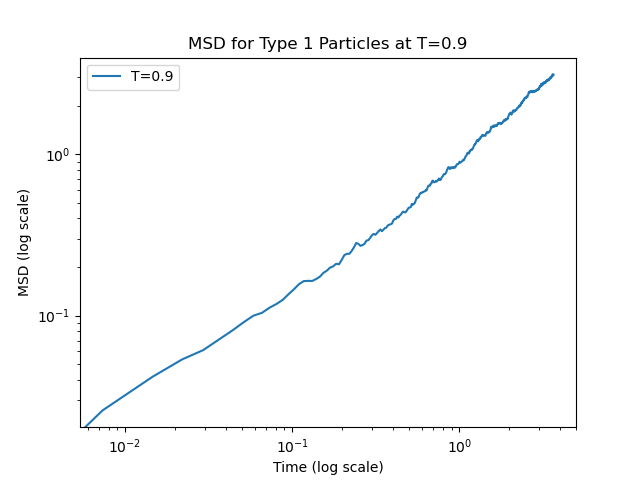 MSD for Type 1 Particles at T=0.9
T=0.9
MSD (log scale)
10⁰
10⁻¹
10⁻² 10⁻¹ 10⁰
Time (log scale)